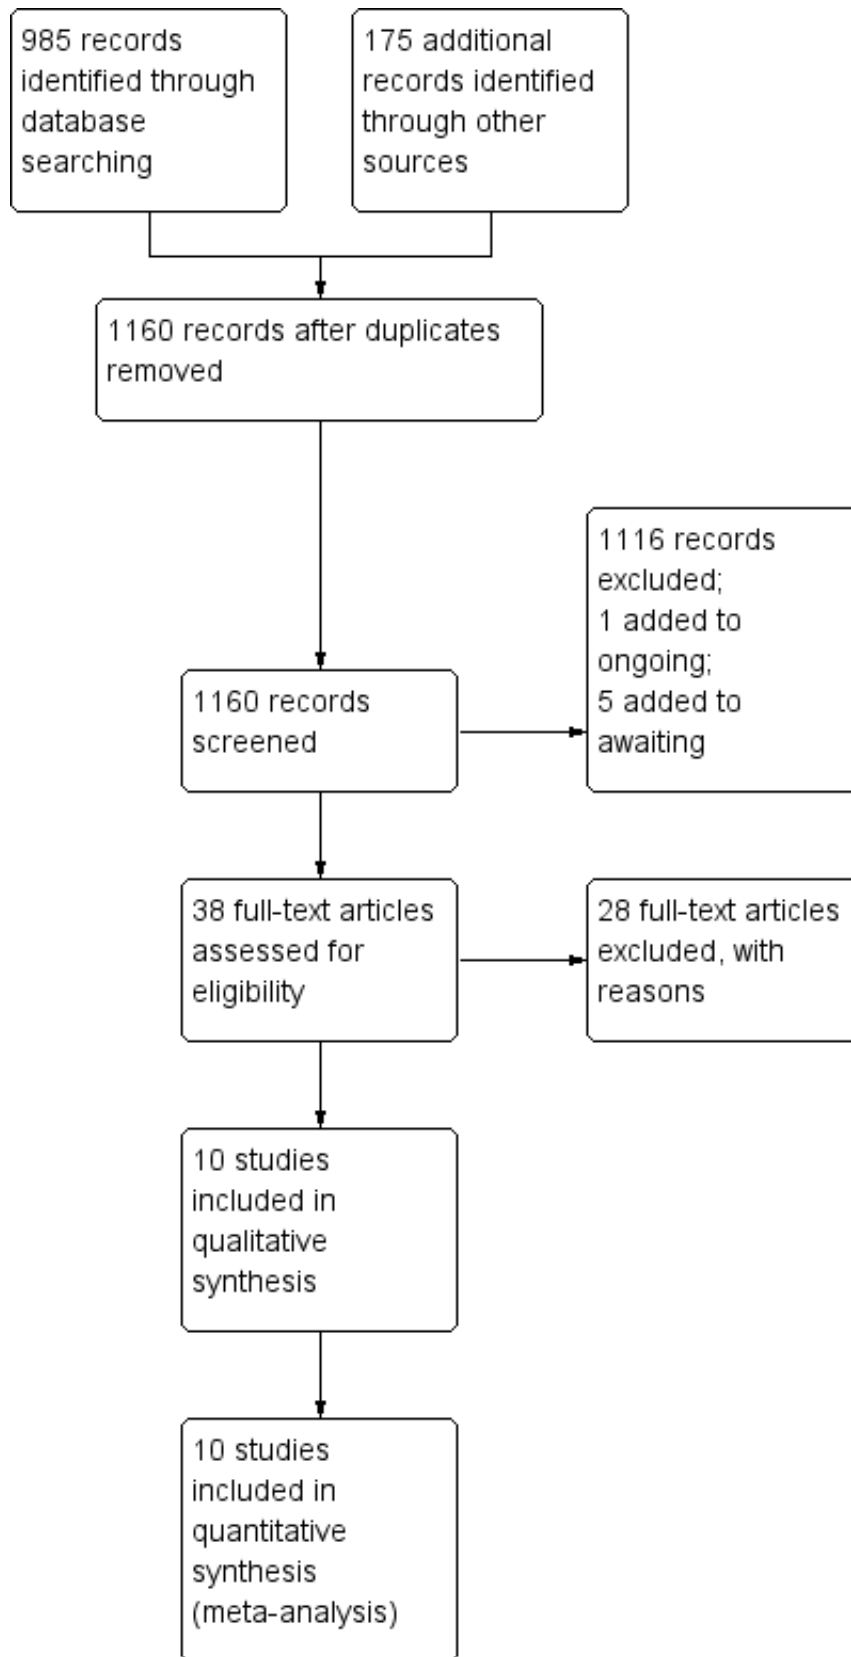 985 records
identified through
database
searching
175 additional
records identified
through other
sources
1160 records after duplicates
removed
1116 records
excluded;
1 added to
ongoing;
5 added to
awaiting
1160 records
screened
38 full-text articles
assessed for
eligibility
28 full-text articles
excluded, with
reasons
10 studies
included in
qualitative
synthesis
10 studies
included in
quantitative
synthesis
(meta-analysis)